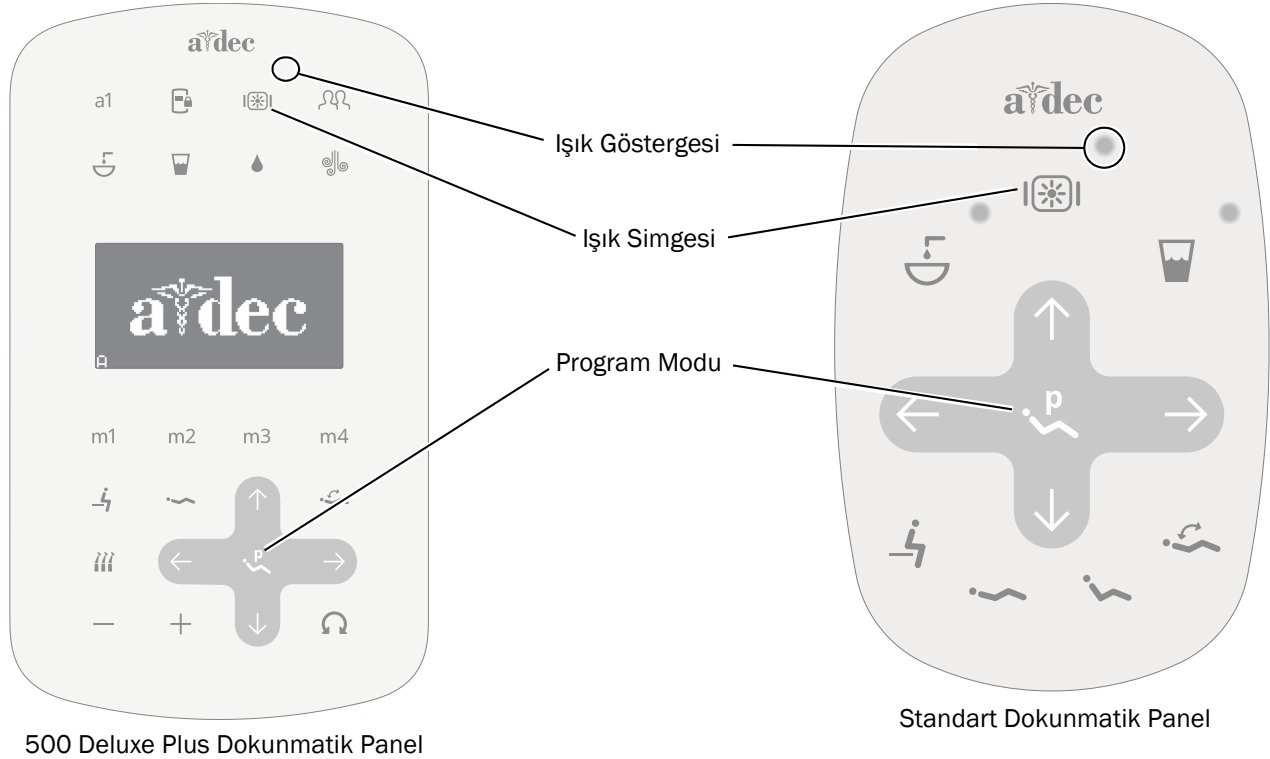 a dec
a1
a dec
A
m1 m2 m3 m4
p
500 Deluxe Plus Dokunmatik Panel
Işık Göstergesi
Işık Simgesi
Program Modu
a dec
p
Standart Dokunmatik Panel